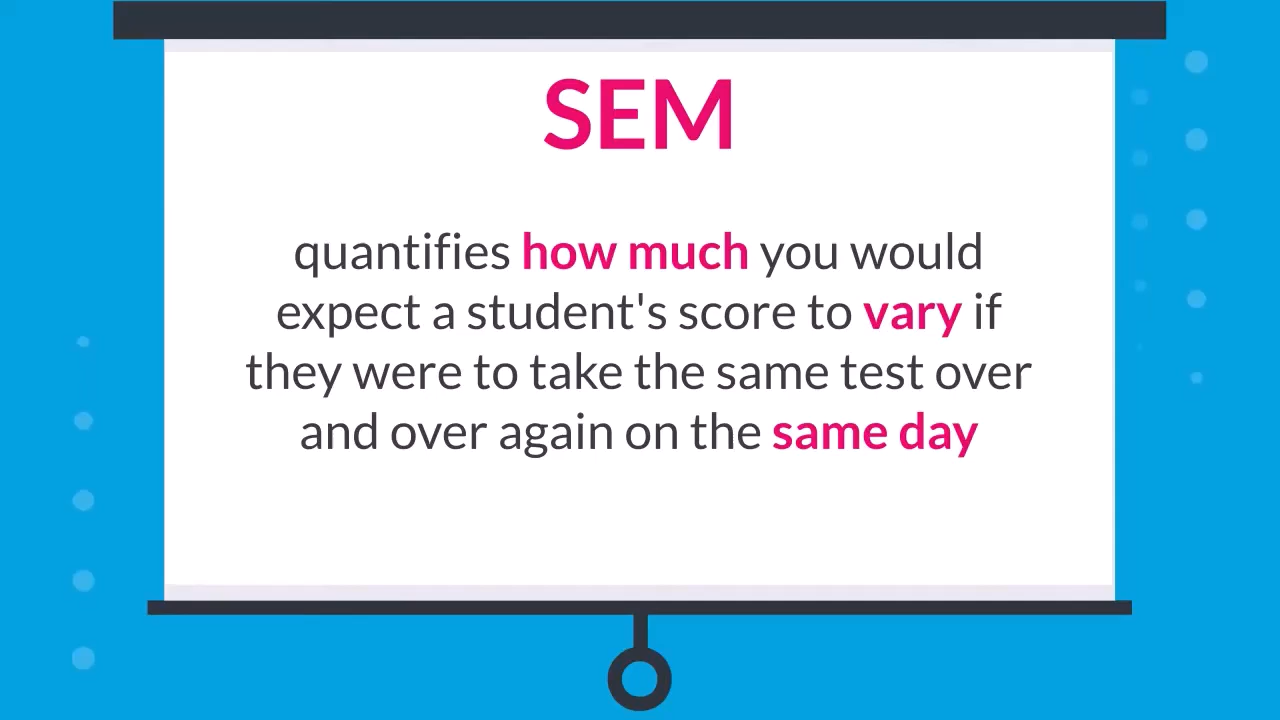 SEM
quantifies how much you would
expect a student's score to vary if
they were to take the same test over
and over again on the same day